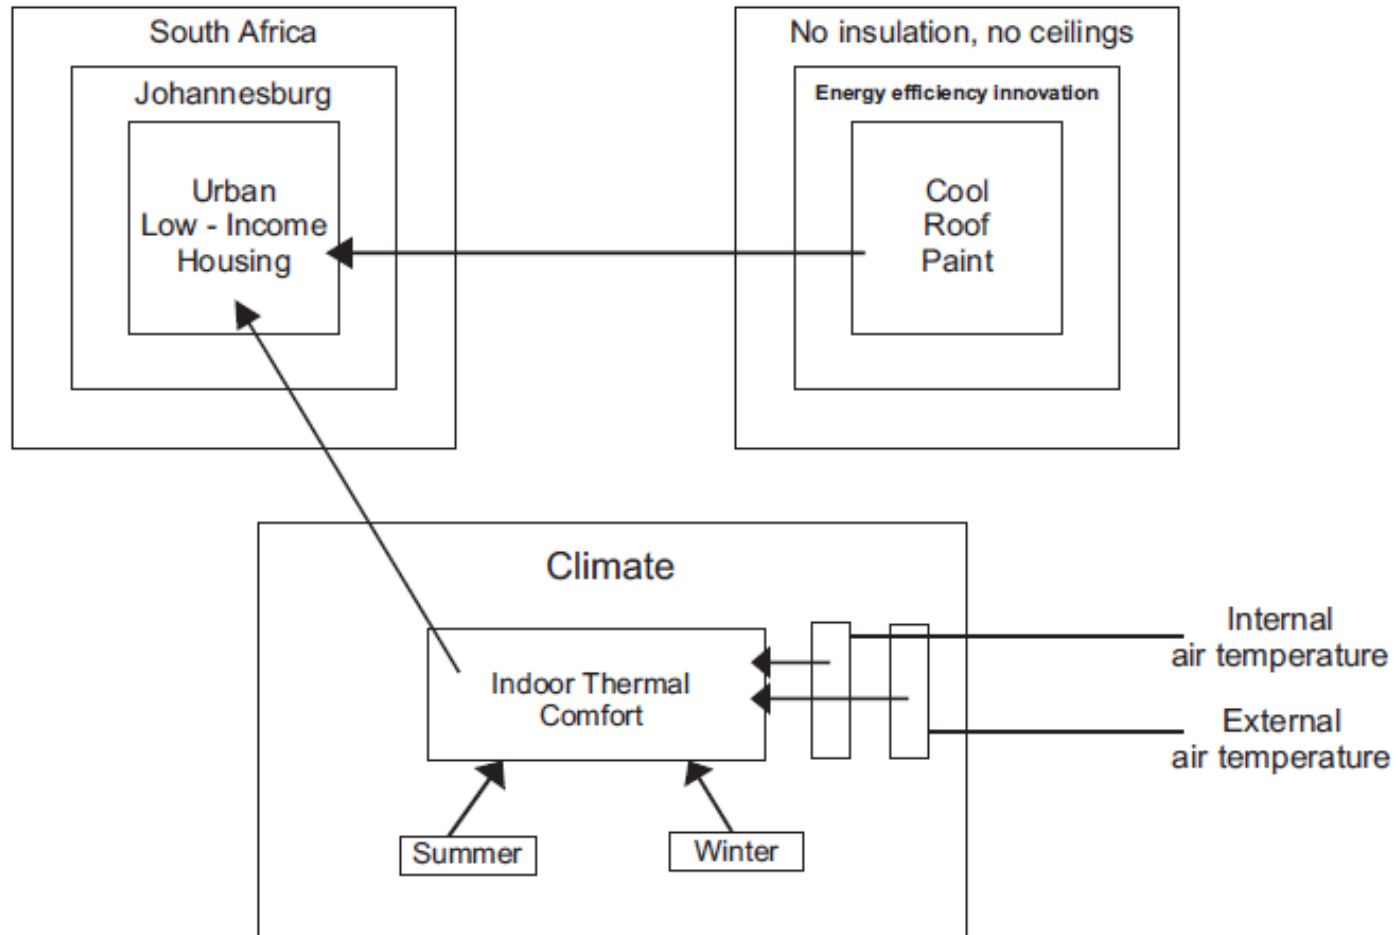 South Africa
Johannesburg
Urban
Low - Income
Housing
No insulation, no ceilings
Energy efficiency innovation
Cool
Roof
Paint
Climate
Indoor Thermal
Comfort
Summer
Winter
Internal
air temperature
External
air temperature